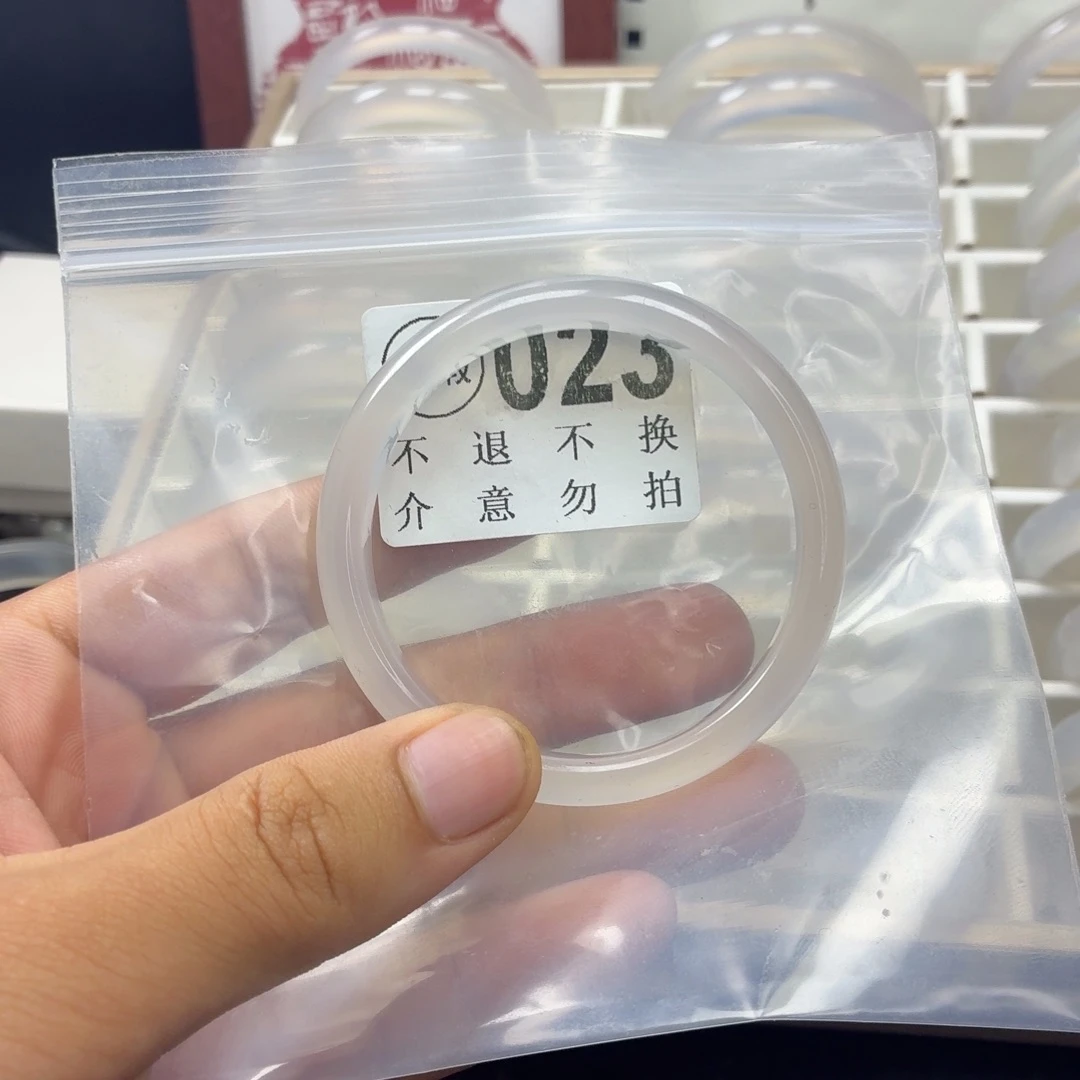 023
不 退 不 换
介 意 勿 拍